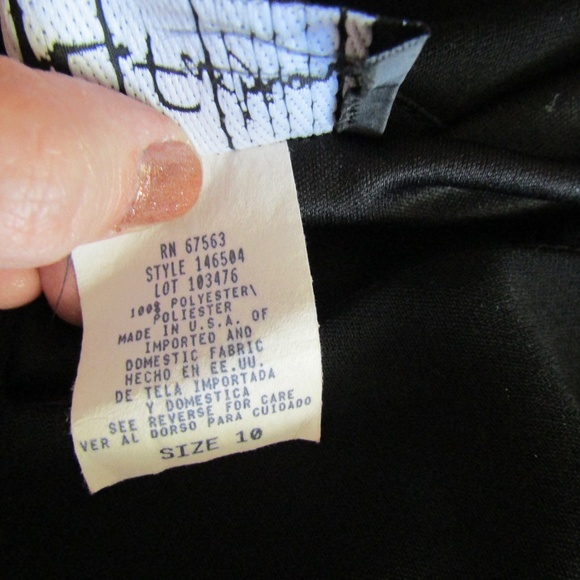 RN 67563
STYLE 146504
LOT 103476
100% POLYESTER\
POLIESTER
MADE IN U.S.A. OF
IMPORTED AND
DOMESTIC FABRIC
HECHO EN EE.UU.
DE TELA IMPORTADA
Y DOMESTICA
SEE REVERSE FOR CARE
VER AL DORSO PARA CUIDADO
SIZE 10